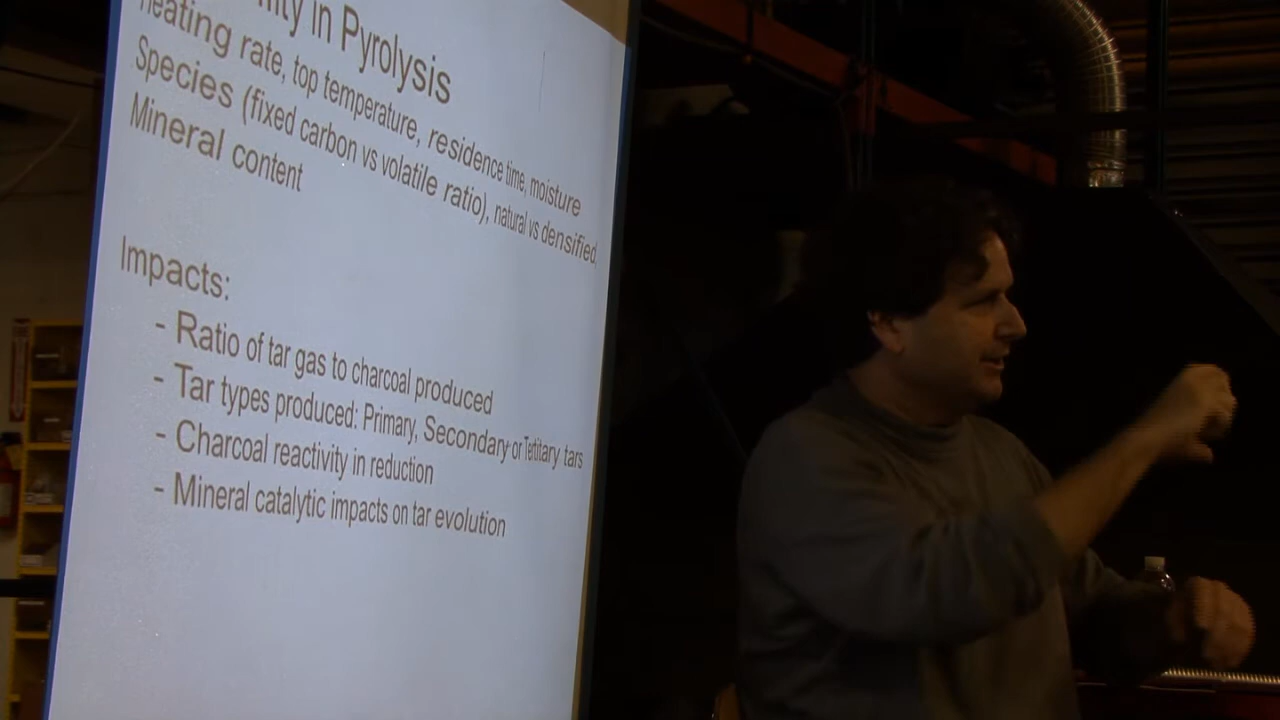 in Pyrolysis
heating rate, top temperature, residence time, moisture
Species (fixed carbon vs volatile ratio), natural vs densified
Mineral content
Impacts:
- Ratio of tar gas to charcoal produced
- Tar types produced: Primary, Secondary or Tertitary tars
- Charcoal reactivity in reduction
- Mineral catalytic impacts on tar evolution